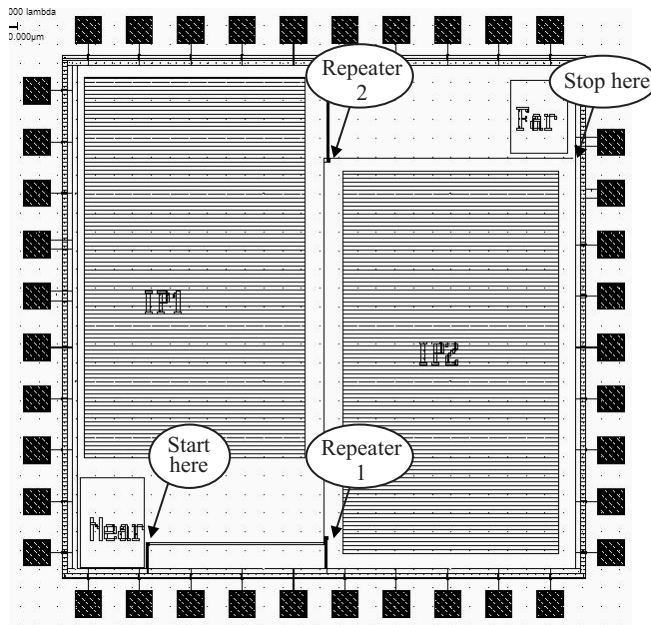 000 lambda
0.000µm
Repeater
2
Stop here
Far
IP1
IP2
Start
here
Repeater
1
Near